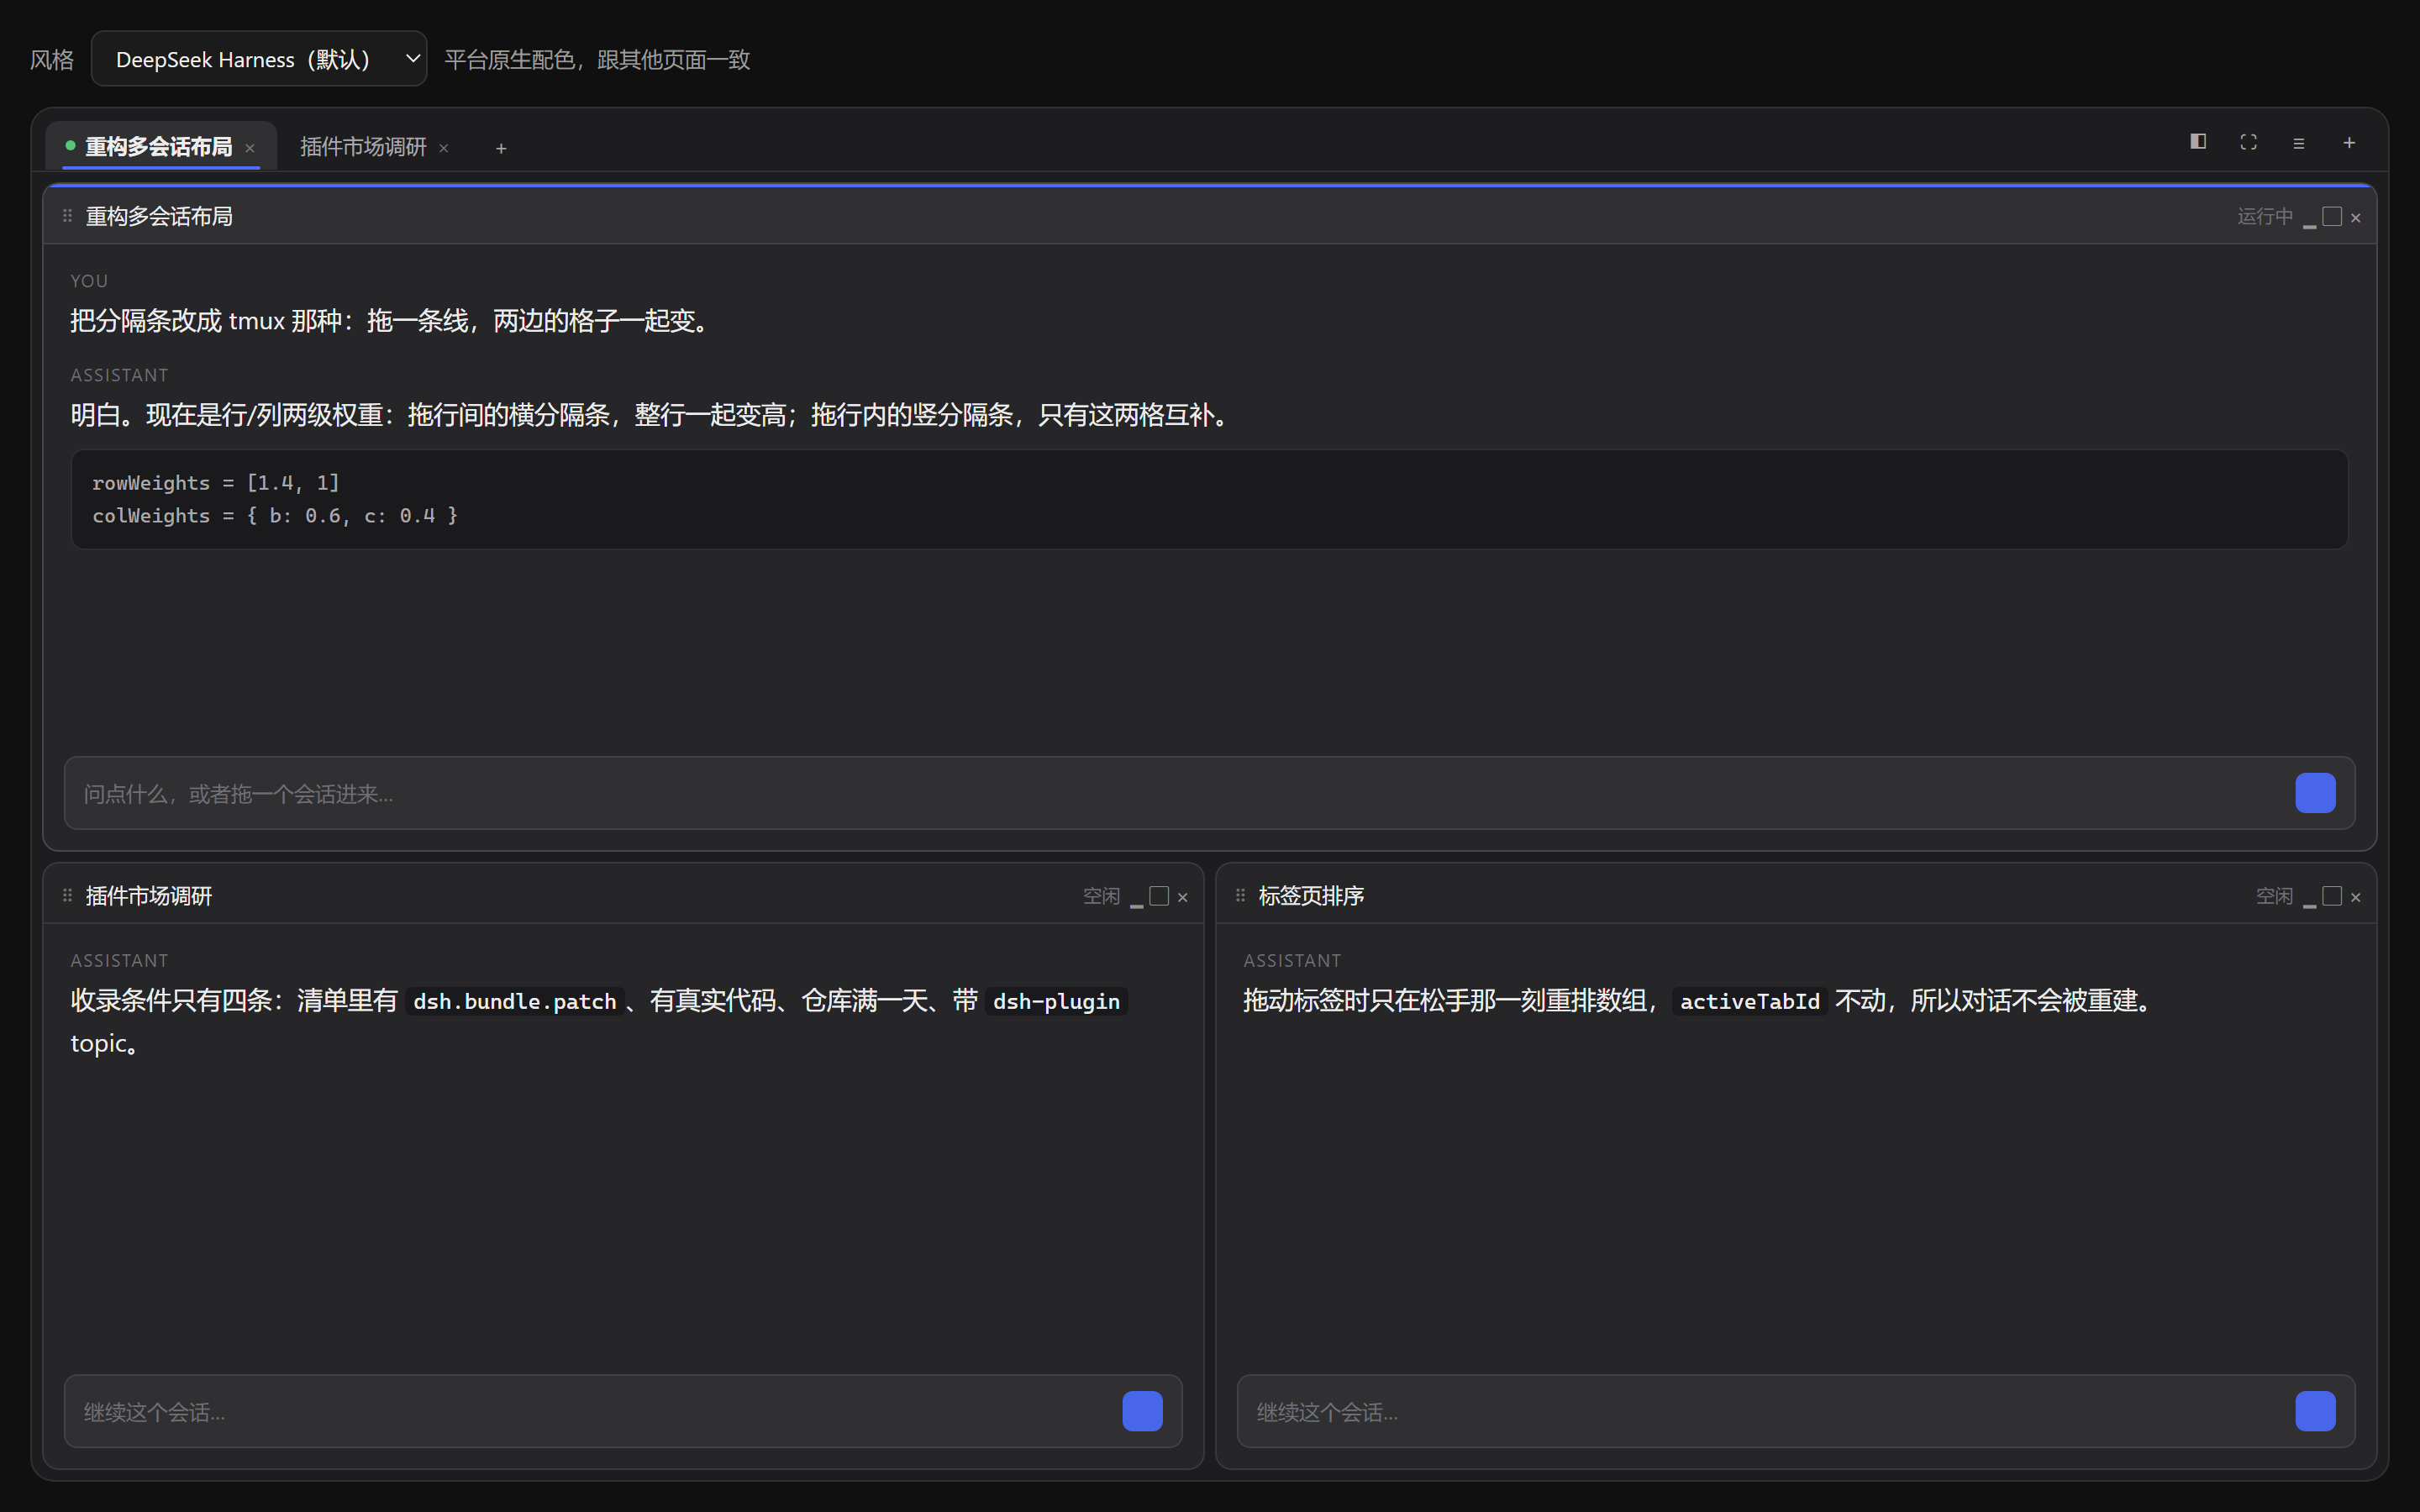 风格 DeepSeek Harness（默认） 平台原生配色，跟其他页面一致
重构多会话布局 × 插件市场调研 × +
重构多会话布局 运行中
YOU
把分隔条改成 tmux 那种：拖一条线，两边的格子一起变。
ASSISTANT
明白。现在是行/列两级权重：拖行间的横分隔条，整行一起变高；拖行内的竖分隔条，只有这两格互补。
rowWeights = [1.4, 1]
colWeights = { b: 0.6, c: 0.4 }
问点什么，或者拖一个会话进来...
插件市场调研 空闲
ASSISTANT
收录条件只有四条：清单里有 dsh.bundle.patch、有真实代码、仓库满一天、带 dsh-plugin
topic。
继续这个会话...
标签页排序 空闲
ASSISTANT
拖动标签时只在松手那一刻重排数组，activeTabId 不动，所以对话不会被重建。
继续这个会话...